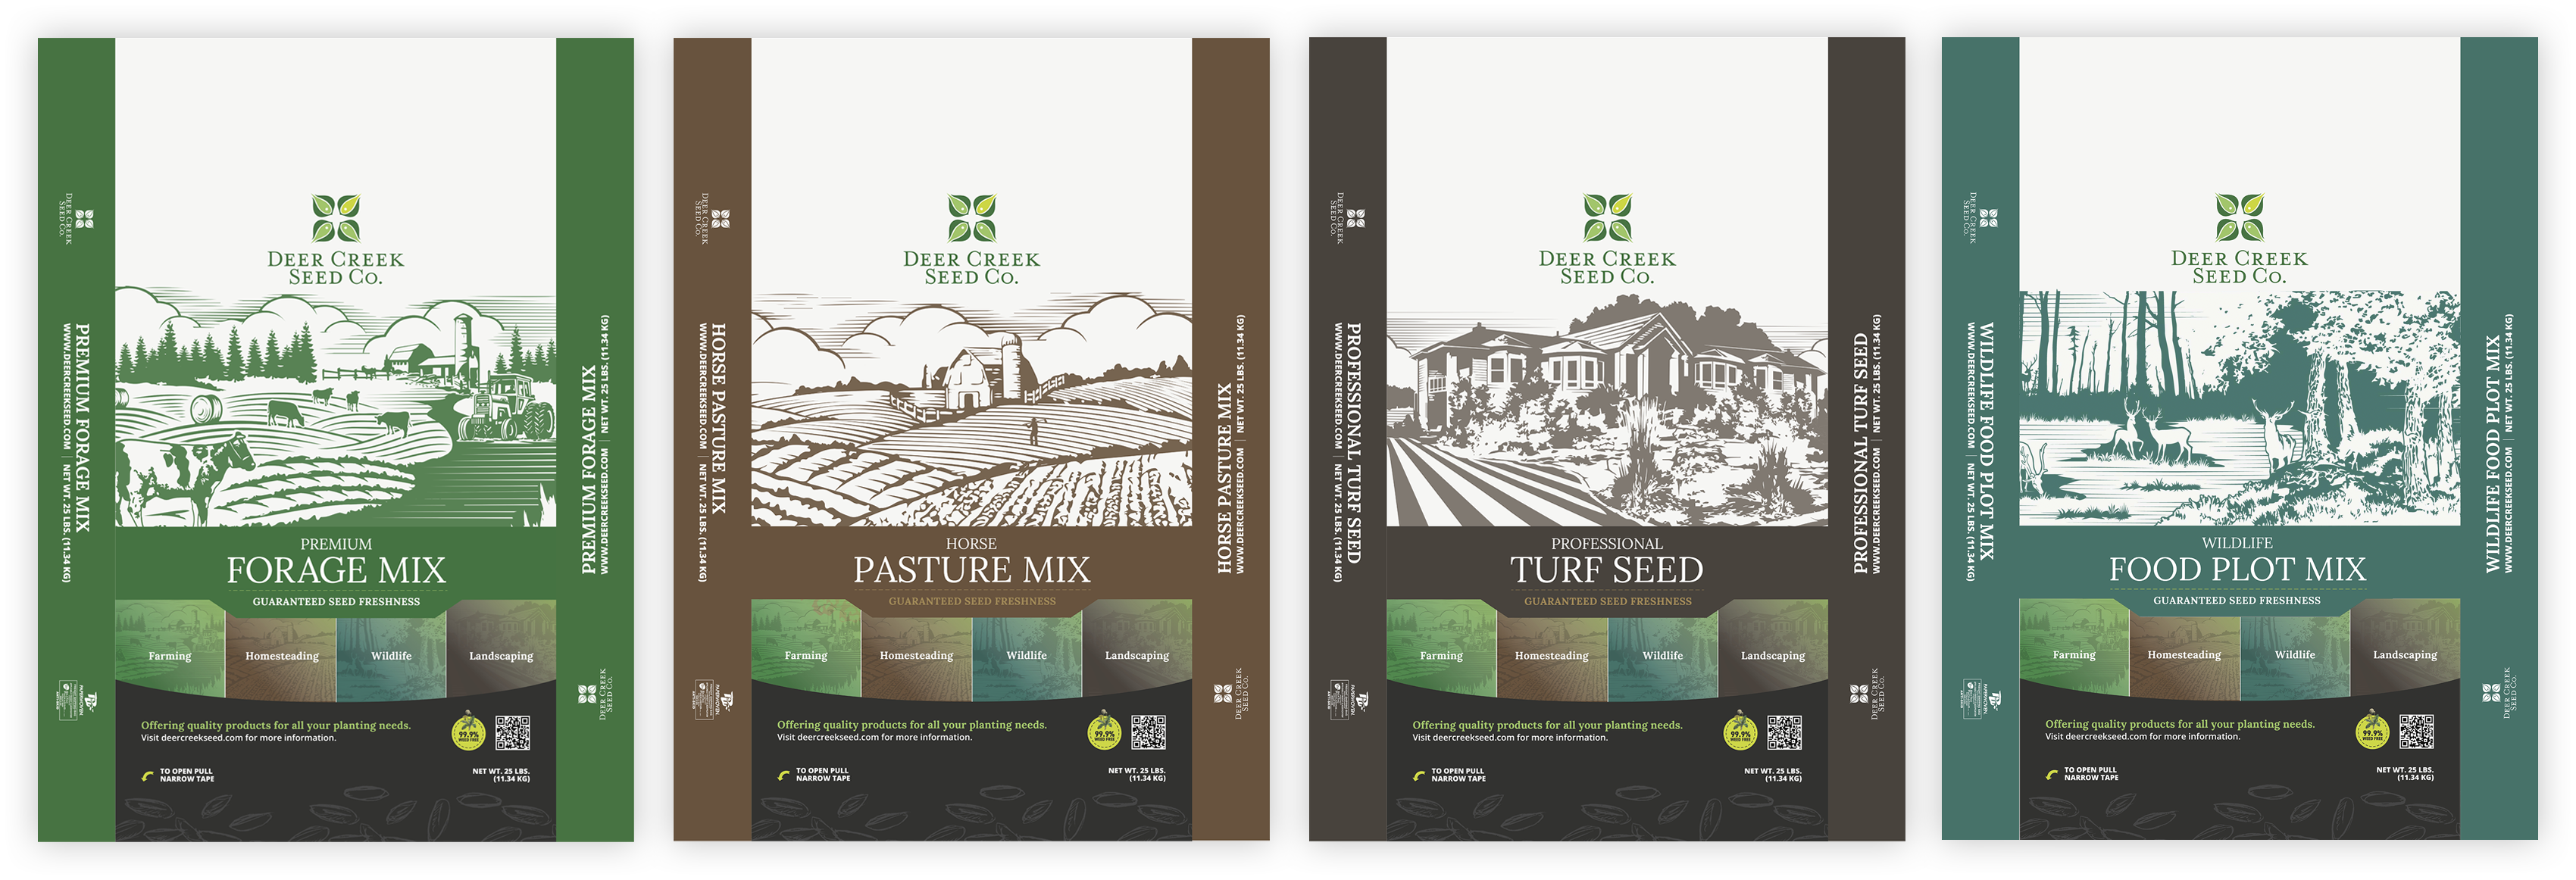 DEER CREEK
SEED CO.
PREMIUM FORAGE MIX
WWW.DEERCREEKSEED.COM | NET WT. 25 LBS. (11.34 KG)
DEER CREEK
SEED CO.
PREMIUM
FORAGE MIX
GUARANTEED SEED FRESHNESS
Farming
Homesteading
Wildlife
Landscaping
Offering quality products for all your planting needs.
Visit deercreekseed.com for more information.
99.9%
WEED FREE
TO OPEN PULL
NARROW TAPE
NET WT. 25 LBS.
(11.34 KG)
PREMIUM FORAGE MIX
WWW.DEERCREEKSEED.COM | NET WT. 25 LBS. (11.34 KG)
DEER CREEK
SEED CO.
DEER CREEK
SEED CO.
HORSE PASTURE MIX
WWW.DEERCREEKSEED.COM | NET WT. 25 LBS. (11.34 KG)
DEER CREEK
SEED CO.
HORSE
PASTURE MIX
GUARANTEED SEED FRESHNESS
Farming
Homesteading
Wildlife
Landscaping
Offering quality products for all your planting needs.
Visit deercreekseed.com for more information.
99.9%
WEED FREE
TO OPEN PULL
NARROW TAPE
NET WT. 25 LBS.
(11.34 KG)
HORSE PASTURE MIX
WWW.DEERCREEKSEED.COM | NET WT. 25 LBS. (11.34 KG)
DEER CREEK
SEED CO.
DEER CREEK
SEED CO.
PROFESSIONAL TURF SEED
WWW.DEERCREEKSEED.COM | NET WT. 25 LBS. (11.34 KG)
DEER CREEK
SEED CO.
PROFESSIONAL
TURF SEED
GUARANTEED SEED FRESHNESS
Farming
Homesteading
Wildlife
Landscaping
Offering quality products for all your planting needs.
Visit deercreekseed.com for more information.
99.9%
WEED FREE
TO OPEN PULL
NARROW TAPE
NET WT. 25 LBS.
(11.34 KG)
PROFESSIONAL TURF SEED
WWW.DEERCREEKSEED.COM | NET WT. 25 LBS. (11.34 KG)
DEER CREEK
SEED CO.
DEER CREEK
SEED CO.
WILDLIFE FOOD PLOT MIX
WWW.DEERCREEKSEED.COM | NET WT. 25 LBS. (11.34 KG)
DEER CREEK
SEED CO.
WILDLIFE
FOOD PLOT MIX
GUARANTEED SEED FRESHNESS
Farming
Homesteading
Wildlife
Landscaping
Offering quality products for all your planting needs.
Visit deercreekseed.com for more information.
99.9%
WEED FREE
TO OPEN PULL
NARROW TAPE
NET WT. 25 LBS.
(11.34 KG)
WILDLIFE FOOD PLOT MIX
WWW.DEERCREEKSEED.COM | NET WT. 25 LBS. (11.34 KG)
DEER CREEK
SEED CO.